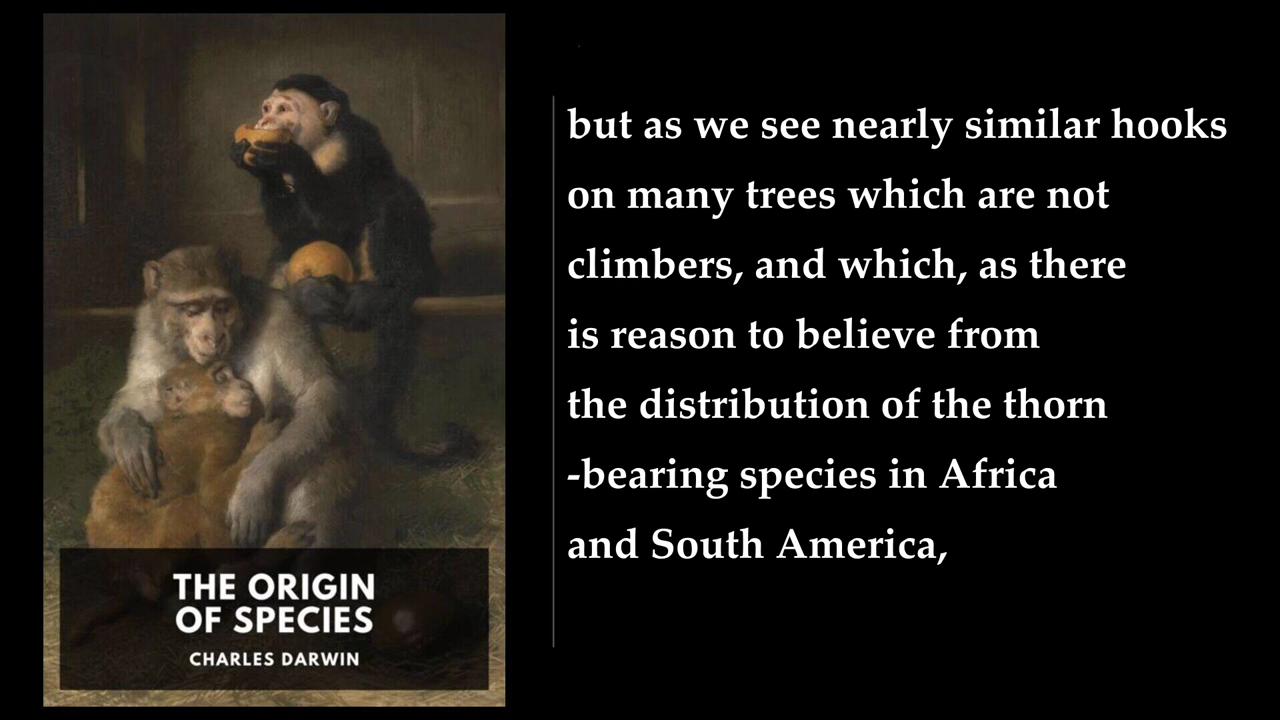 THE ORIGIN
OF SPECIES
CHARLES DARWIN
but as we see nearly similar hooks
on many trees which are not
climbers, and which, as there
is reason to believe from
the distribution of the thorn
-bearing species in Africa
and South America,